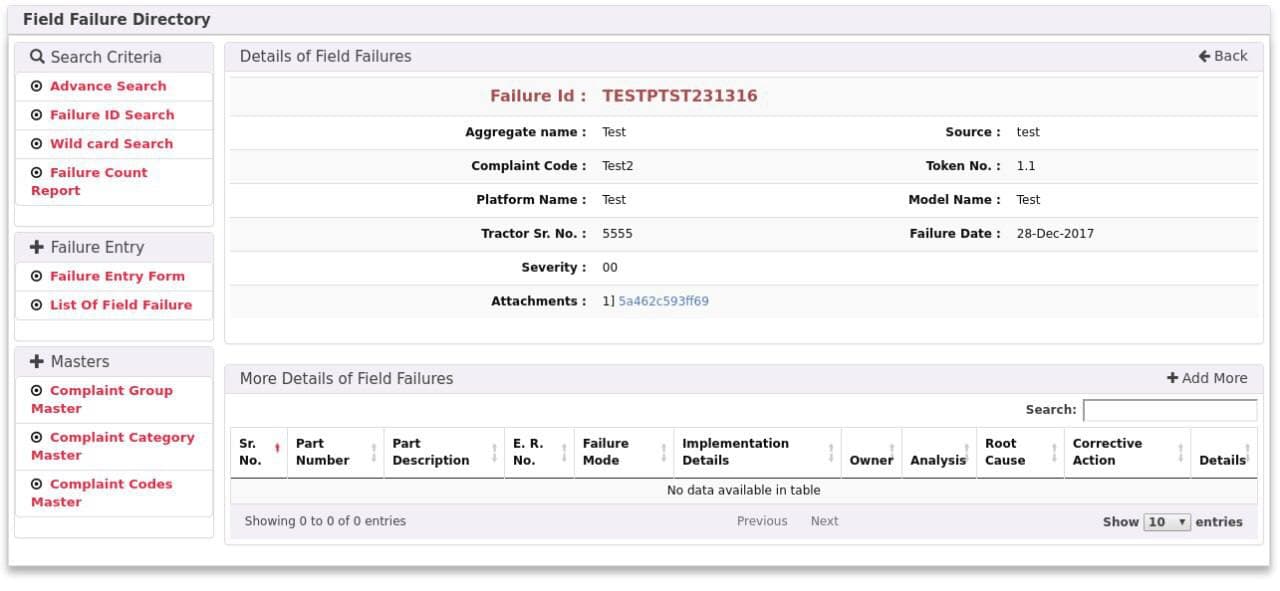 Field Failure Directory
Search Criteria
Advance Search
Failure ID Search
Wild card Search
Failure Count
Report
Failure Entry
Failure Entry Form
List Of Field Failure
Masters
Complaint Group
Master
Complaint Category
Master
Complaint Codes
Master
Details of Field Failures Back
Failure Id : TESTPTST231316
Aggregate name : Test Source : test
Complaint Code : Test2 Token No. : 1.1
Platform Name : Test Model Name : Test
Tractor Sr. No. : 5555 Failure Date : 28-Dec-2017
Severity : 00
Attachments : 1] 5a462c593ff69
More Details of Field Failures Add More
Search:
Sr. Part Part E. R. Failure Implementation Root Corrective
No. Number Description No. Mode Details Owner Analysis Cause Action Details
No data available in table
Showing 0 to 0 of 0 entries Previous Next Show 10 entries